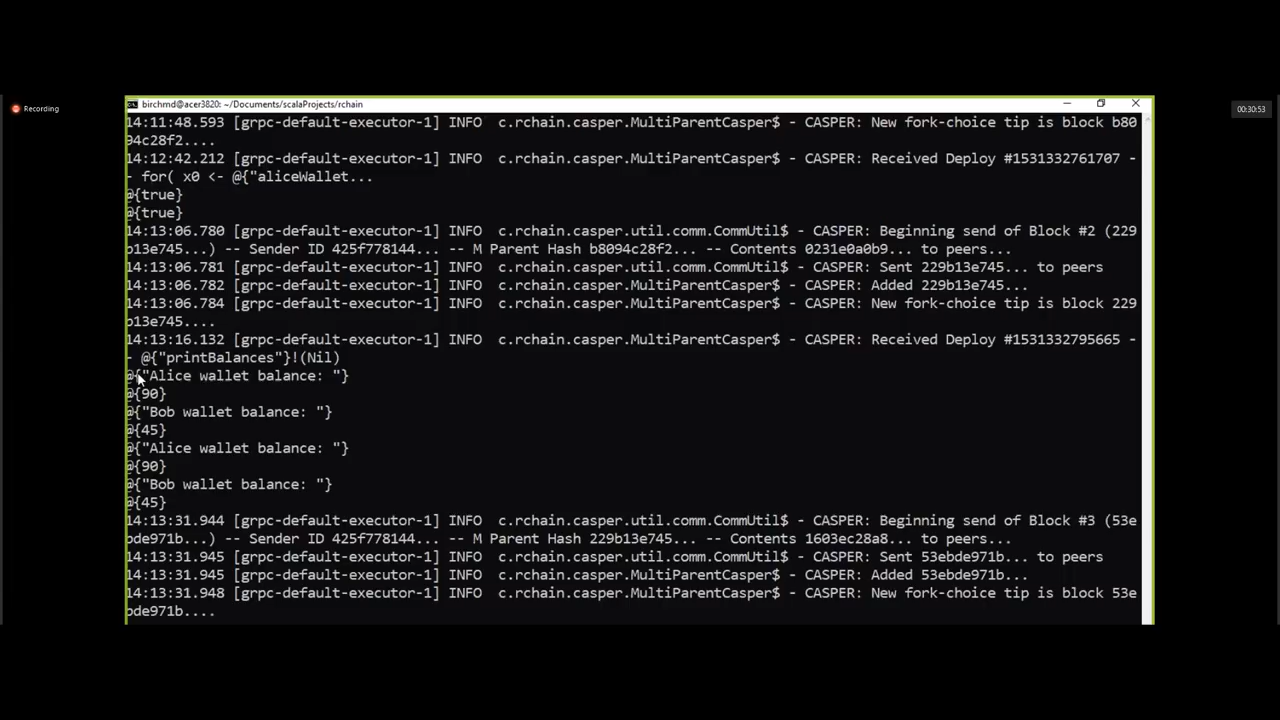 Recording
00:30:53
birchmd@acer3820: ~/Documents/scalaProjects/rchain
14:11:48.593 [grpc-default-executor-1] INFO  c.rchain.casper.MultiParentCasper$ - CASPER: New fork-choice tip is block b80
94c28f2....
14:12:42.212 [grpc-default-executor-1] INFO  c.rchain.casper.MultiParentCasper$ - CASPER: Received Deploy #1531332761707 -
- for( x0 <- @{"aliceWallet...
@{true}
@{true}
14:13:06.780 [grpc-default-executor-1] INFO  c.rchain.casper.util.comm.CommUtil$ - CASPER: Beginning send of Block #2 (229
b13e745...) -- Sender ID 425f778144... -- M Parent Hash b8094c28f2... -- Contents 0231e0a0b9... to peers...
14:13:06.781 [grpc-default-executor-1] INFO  c.rchain.casper.util.comm.CommUtil$ - CASPER: Sent 229b13e745... to peers
14:13:06.782 [grpc-default-executor-1] INFO  c.rchain.casper.MultiParentCasper$ - CASPER: Added 229b13e745...
14:13:06.784 [grpc-default-executor-1] INFO  c.rchain.casper.MultiParentCasper$ - CASPER: New fork-choice tip is block 229
b13e745....
14:13:16.132 [grpc-default-executor-1] INFO  c.rchain.casper.MultiParentCasper$ - CASPER: Received Deploy #1531332795665 -
- @{"printBalances"}!(Nil)
@{"Alice wallet balance: "}
@{90}
@{"Bob wallet balance: "}
@{45}
@{"Alice wallet balance: "}
@{90}
@{"Bob wallet balance: "}
@{45}
14:13:31.944 [grpc-default-executor-1] INFO  c.rchain.casper.util.comm.CommUtil$ - CASPER: Beginning send of Block #3 (53e
bde971b...) -- Sender ID 425f778144... -- M Parent Hash 229b13e745... -- Contents 1603ec28a8... to peers...
14:13:31.945 [grpc-default-executor-1] INFO  c.rchain.casper.util.comm.CommUtil$ - CASPER: Sent 53ebde971b... to peers
14:13:31.945 [grpc-default-executor-1] INFO  c.rchain.casper.MultiParentCasper$ - CASPER: Added 53ebde971b...
14:13:31.948 [grpc-default-executor-1] INFO  c.rchain.casper.MultiParentCasper$ - CASPER: New fork-choice tip is block 53e
bde971b....